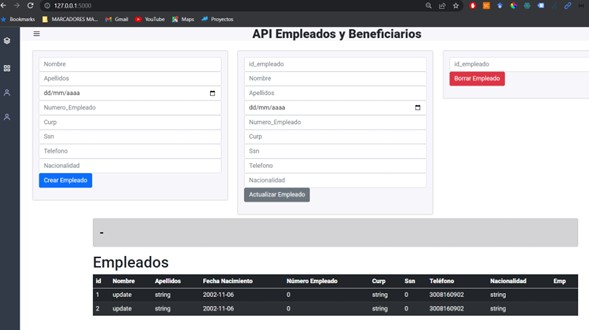 127.0.0.1:5000
Bookmarks MARCADORES MA... Gmail YouTube Maps Proyectos
API Empleados y Beneficiarios
Nombre
Apellidos
dd/mm/aaaa
Numero_Empleado
Curp
Ssn
Telefono
Nacionalidad
Crear Empleado
id_empleado
Nombre
Apellidos
dd/mm/aaaa
Numero_Empleado
Curp
Ssn
Telefono
Nacionalidad
Actualizar Empleado
id_empleado
Borrar Empleado
-
Empleados
id Nombre Apellidos Fecha Nacimiento Número Empleado Curp Ssn Teléfono Nacionalidad Emp
1 update string 2002-11-06 0 string 0 3008160902 string
2 update string 2002-11-06 0 string 0 3008160902 string